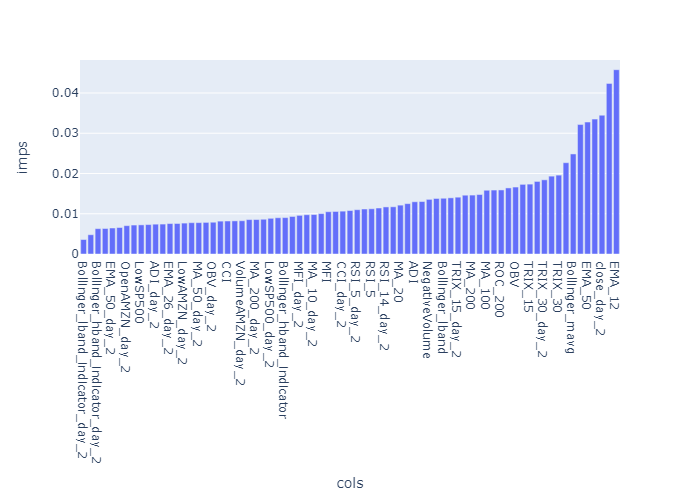 imps
0.04
0.03
0.02
0.01
0
Bollinger_lband_indicator_day_2
Bollinger_hband_indicator_day_2
EMA_50_day_2
OpenAMZN_day_2
LowSP500
ADI_day_2
EMA_26_day_2
LowAMZN_day_2
MA_50_day_2
OBV_day_2
CCI
VolumeAMZN_day_2
MA_200_day_2
LowSP500_day_2
Bollinger_hband_indicator
MFI_day_2
MA_10_day_2
MFI
CCI_day_2
RSI_5_day_2
RSI_5
RSI_14_day_2
MA_20
ADI
NegativeVolume
Bollinger_lband
TRIX_15_day_2
MA_200
MA_100
ROC_200
OBV
TRIX_15
TRIX_30_day_2
TRIX_30
Bollinger_mavg
EMA_50
close_day_2
EMA_12
cols